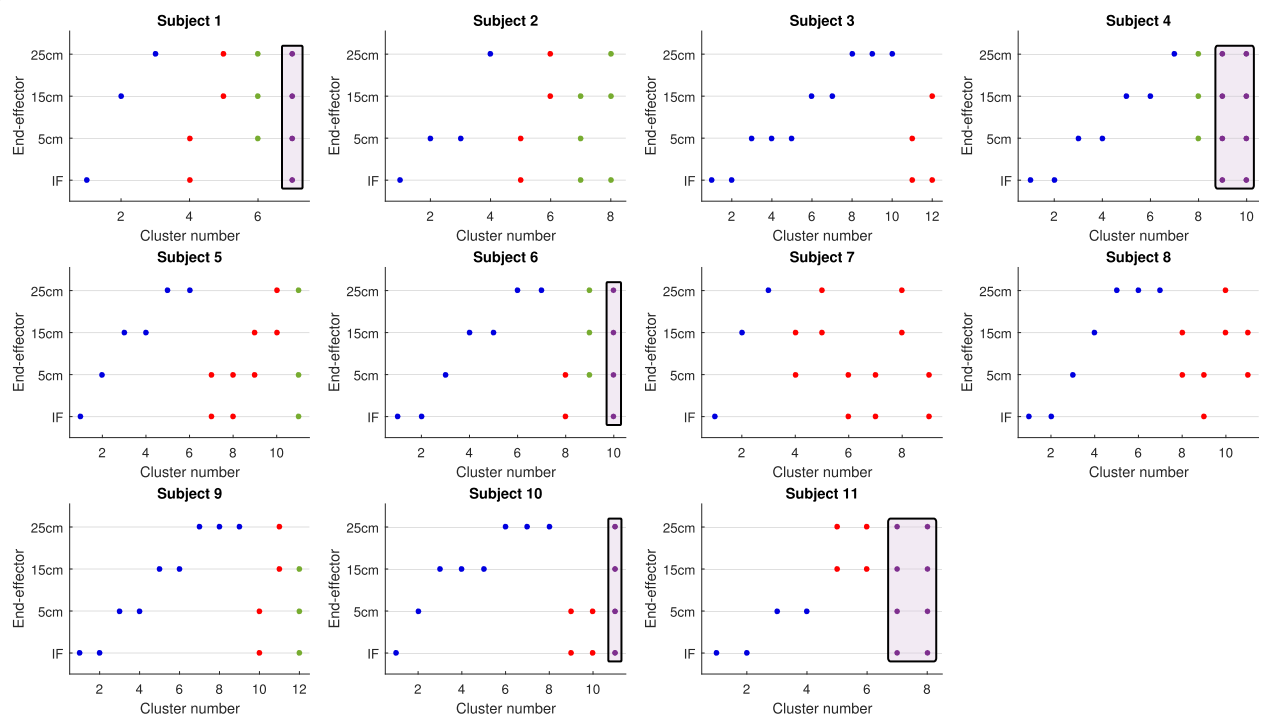 Subject 1
25cm
15cm
5cm
IF
End-effector
2 4 6
Cluster number
Subject 2
25cm
15cm
5cm
IF
End-effector
2 4 6 8
Cluster number
Subject 3
25cm
15cm
5cm
IF
End-effector
2 4 6 8 10 12
Cluster number
Subject 4
25cm
15cm
5cm
IF
End-effector
2 4 6 8 10
Cluster number
Subject 5
25cm
15cm
5cm
IF
End-effector
2 4 6 8 10
Cluster number
Subject 6
25cm
15cm
5cm
IF
End-effector
2 4 6 8 10
Cluster number
Subject 7
25cm
15cm
5cm
IF
End-effector
2 4 6 8
Cluster number
Subject 8
25cm
15cm
5cm
IF
End-effector
2 4 6 8 10
Cluster number
Subject 9
25cm
15cm
5cm
IF
End-effector
2 4 6 8 10 12
Cluster number
Subject 10
25cm
15cm
5cm
IF
End-effector
2 4 6 8 10
Cluster number
Subject 11
25cm
15cm
5cm
IF
End-effector
2 4 6 8
Cluster number